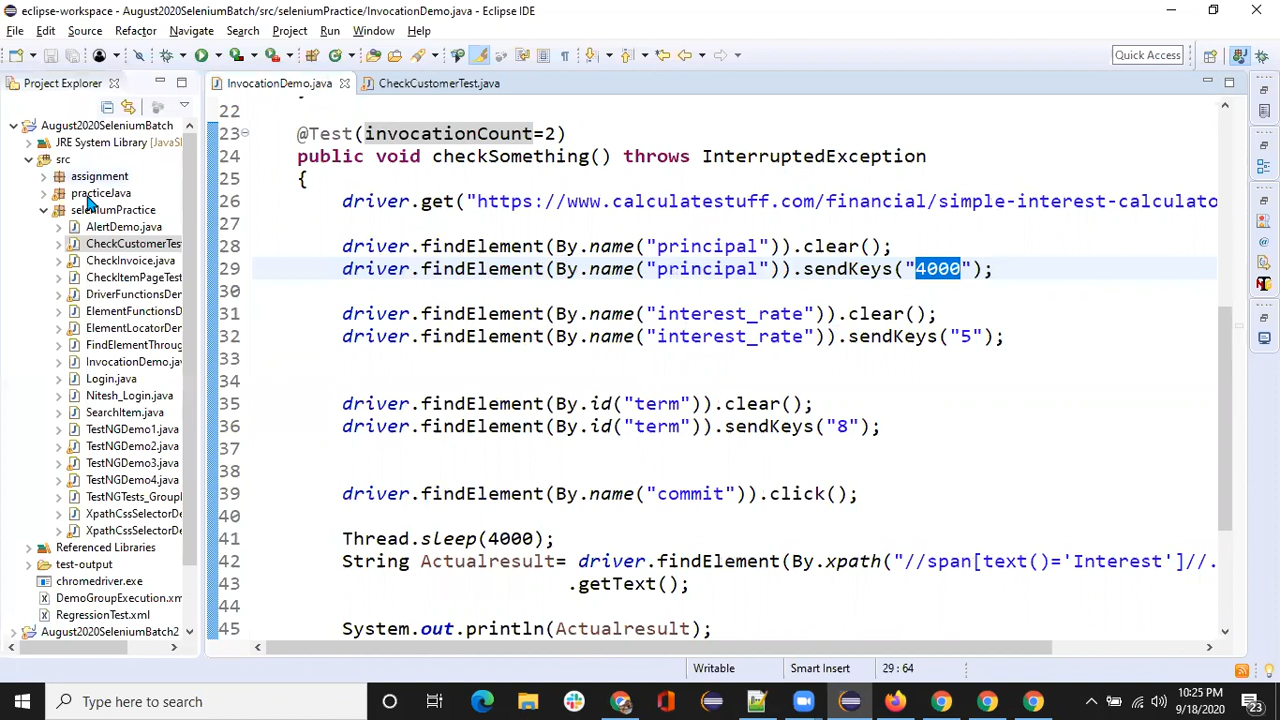 eclipse-workspace - August2020SeleniumBatch/src/seleniumPractice/InvocationDemo.java - Eclipse IDE
File Edit Source Refactor Navigate Search Project Run Window Help
Quick Access
Project Explorer
InvocationDemo.java
CheckCustomerTest.java
August2020SeleniumBatch
JRE System Library [JavaS
src
assignment
practiceJava
seleniumPractice
AlertDemo.java
CheckCustomerTes
CheckInvoice.java
CheckItemPageTest
DriverFunctionsDe
ElementFunctionsD
ElementLocatorDer
FindElementThrou
InvocationDemo.ja
Login.java
Nitesh_Login.java
SearchItem.java
TestNGDemo1.java
TestNGDemo2.java
TestNGDemo3.java
TestNGDemo4.java
TestNGTests_Group
XpathCssSelectorDe
XpathCssSelectorDe
Referenced Libraries
test-output
chromedriver.exe
DemoGroupExecution.xm
RegressionTest.xml
August2020SeleniumBatch2
22
23 @Test(invocationCount=2)
24 public void checkSomething() throws InterruptedException
25 {
26 driver.get("https://www.calculatestuff.com/financial/simple-interest-calculato
27
28 driver.findElement(By.name("principal")).clear();
29 driver.findElement(By.name("principal")).sendKeys("4000");
30
31 driver.findElement(By.name("interest_rate")).clear();
32 driver.findElement(By.name("interest_rate")).sendKeys("5");
33
34
35 driver.findElement(By.id("term")).clear();
36 driver.findElement(By.id("term")).sendKeys("8");
37
38
39 driver.findElement(By.name("commit")).click();
40
41 Thread.sleep(4000);
42 String Actualresult= driver.findElement(By.xpath("//span[text()='Interest']//.
43 .getText();
44
45 System.out.println(Actualresult);
Writable Smart Insert 29 : 64
Type here to search
10:25 PM
9/18/2020
23